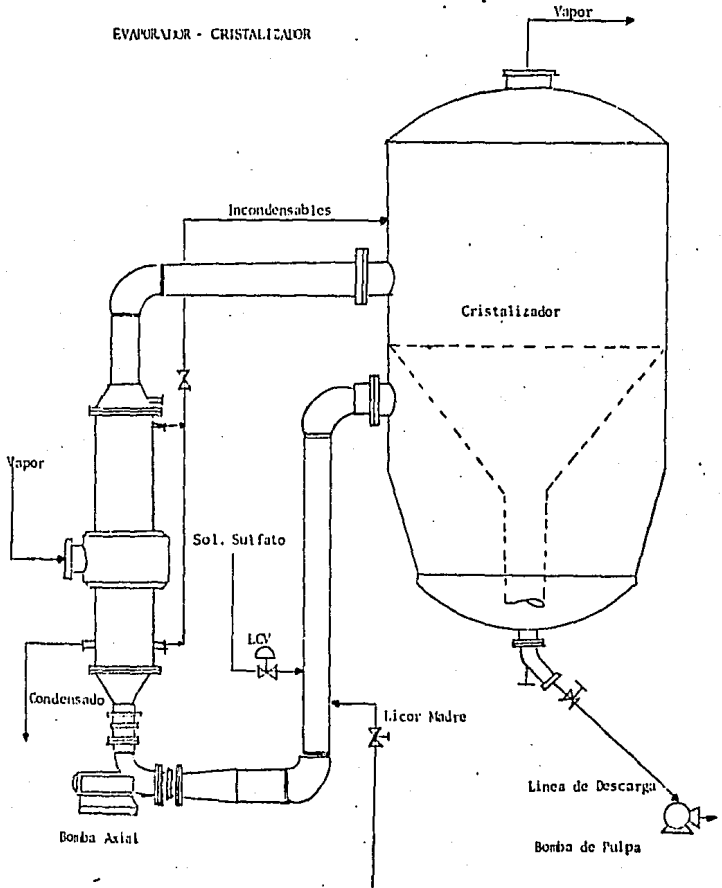 Vapor
EVAPORADOR - CRISTALIZADOR
Incondensables
Cristalizador
Vapor
Sol. Sulfato
LCV
Condensado
Licor Madre
Linea de Descarga
Bomba Axial
Bomba de Pulpa